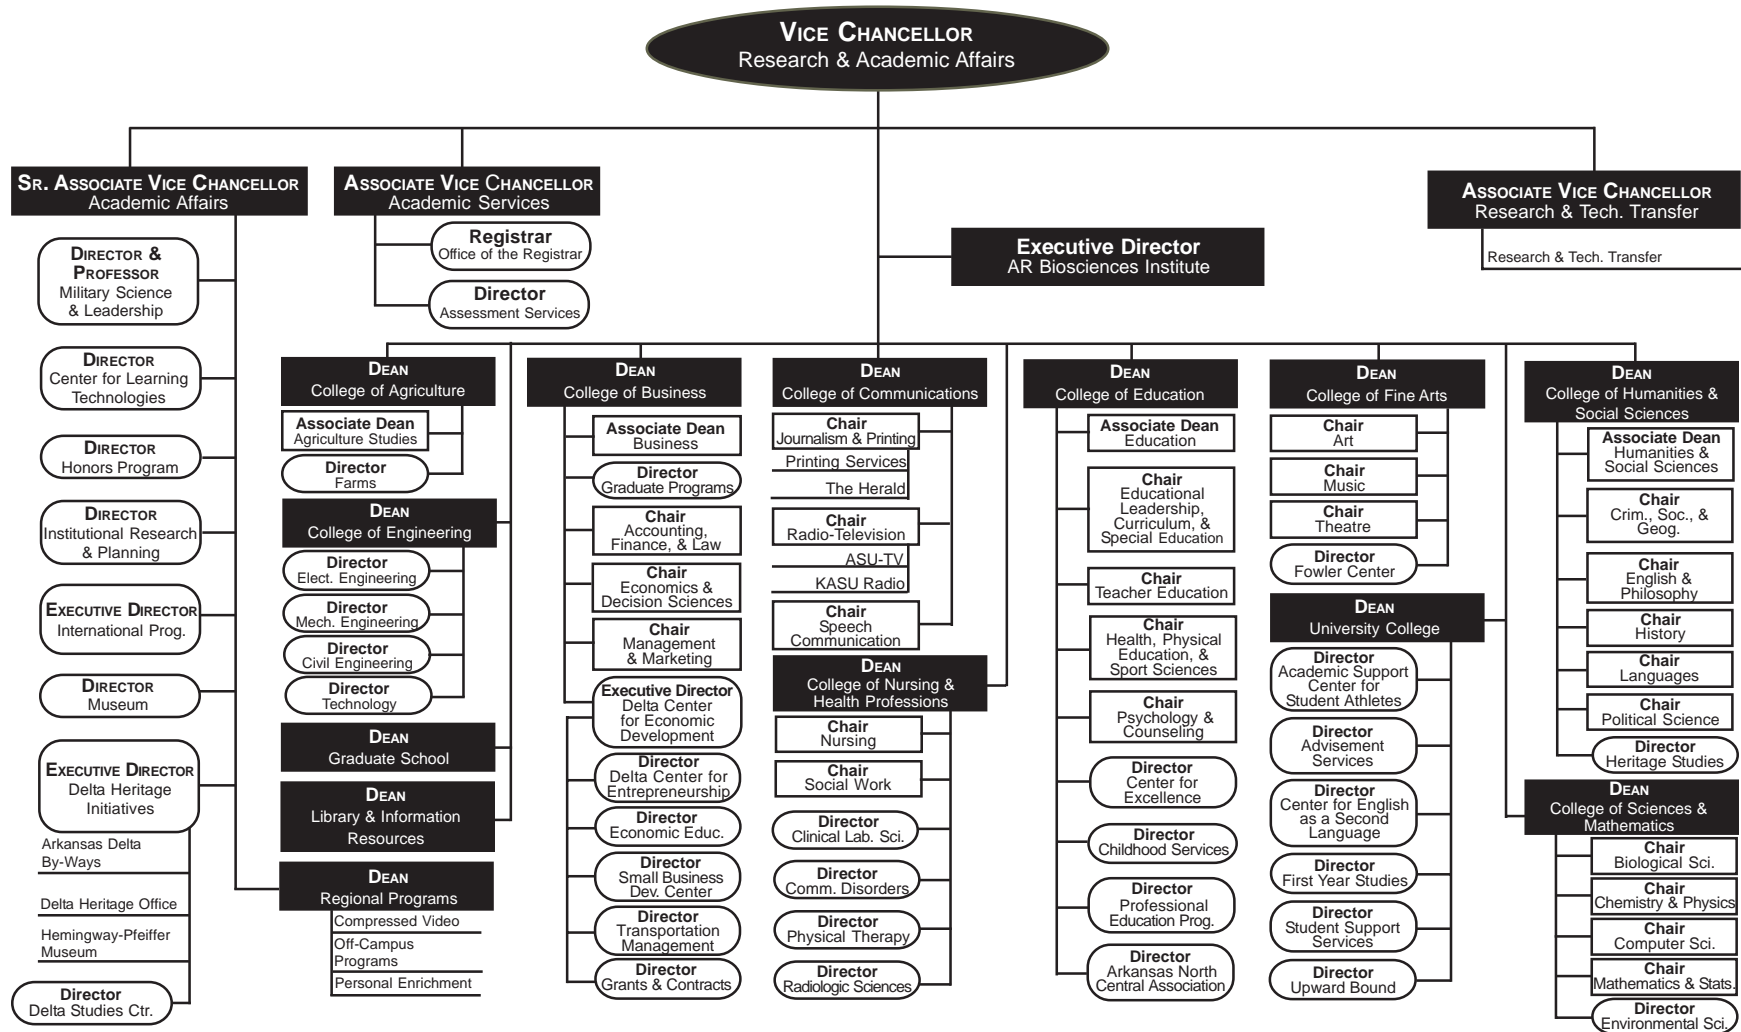 VICE CHANCELLOR
Research & Academic Affairs
SR. ASSOCIATE VICE CHANCELLOR
Academic Affairs
DIRECTOR &
PROFESSOR
Military Science
& Leadership
DIRECTOR
Center for Learning
Technologies
DIRECTOR
Honors Program
DIRECTOR
Institutional Research
& Planning
EXECUTIVE DIRECTOR
International Prog.
DIRECTOR
Museum
EXECUTIVE DIRECTOR
Delta Heritage
Initiatives
Arkansas Delta
By-Ways
Delta Heritage Office
Hemingway-Pfeiffer
Museum
Director
Delta Studies Ctr.
DEAN
Regional Programs
Compressed Video
Off-Campus
Programs
Personal Enrichment
ASSOCIATE VICE CHANCELLOR
Academic Services
Registrar
Office of the Registrar
Director
Assessment Services
Executive Director
AR Biosciences Institute
ASSOCIATE VICE CHANCELLOR
Research & Tech. Transfer
Research & Tech. Transfer
DEAN
College of Agriculture
Associate Dean
Agriculture Studies
Director
Farms
DEAN
College of Engineering
Director
Elect. Engineering
Director
Mech. Engineering
Director
Civil Engineering
Director
Technology
DEAN
Graduate School
DEAN
Library & Information
Resources
DEAN
College of Business
Associate Dean
Business
Director
Graduate Programs
Chair
Accounting,
Finance, & Law
Chair
Economics &
Decision Sciences
Chair
Management
& Marketing
Executive Director
Delta Center
for Economic
Development
Director
Delta Center for
Entrepreneurship
Director
Economic Educ.
Director
Small Business
Dev. Center
Director
Transportation
Management
Director
Grants & Contracts
DEAN
College of Communications
Chair
Journalism & Printing
Printing Services
The Herald
Chair
Radio-Television
ASU-TV
KASU Radio
Chair
Speech
Communication
DEAN
College of Nursing &
Health Professions
Chair
Nursing
Chair
Social Work
Director
Clinical Lab. Sci.
Director
Comm. Disorders
Director
Physical Therapy
Director
Radiologic Sciences
DEAN
College of Education
Associate Dean
Education
Chair
Educational
Leadership,
Curriculum, &
Special Education
Chair
Teacher Education
Chair
Health, Physical
Education, &
Sport Sciences
Chair
Psychology &
Counseling
Director
Center for
Excellence
Director
Childhood Services
Director
Professional
Education Prog.
Director
Arkansas North
Central Association
DEAN
College of Fine Arts
Chair
Art
Chair
Music
Chair
Theatre
Director
Fowler Center
DEAN
University College
Director
Academic Support
Center for
Student Athletes
Director
Advisement
Services
Director
Center for English
as a Second
Language
Director
First Year Studies
Director
Student Support
Services
Director
Upward Bound
DEAN
College of Humanities &
Social Sciences
Associate Dean
Humanities &
Social Sciences
Chair
Crim., Soc., &
Geog.
Chair
English &
Philosophy
Chair
History
Chair
Languages
Chair
Political Science
Director
Heritage Studies
DEAN
College of Sciences &
Mathematics
Chair
Biological Sci.
Chair
Chemistry & Physics
Chair
Computer Sci.
Chair
Mathematics & Stats.
Director
Environmental Sci.